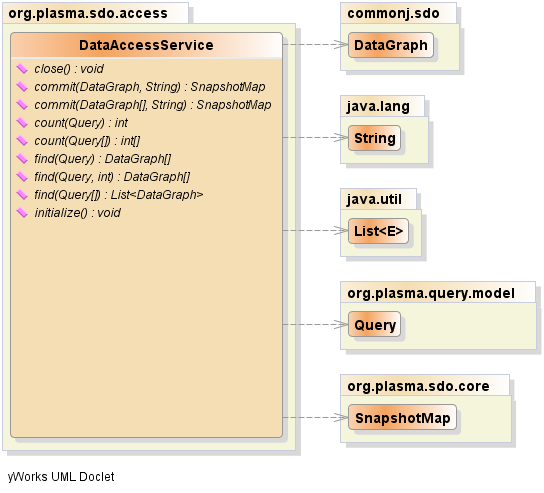 org.plasma.sdo.access
DataAccessService
close() : void
commit(DataGraph, String) : SnapshotMap
commit(DataGraph[], String) : SnapshotMap
count(Query) : int
count(Query[]) : int[]
find(Query) : DataGraph[]
find(Query, int) : DataGraph[]
find(Query[]) : List<DataGraph>
initialize() : void
commonj.sdo
DataGraph
java.lang
String
java.util
List<E>
org.plasma.query.model
Query
org.plasma.sdo.core
SnapshotMap
yWorks UML Doclet